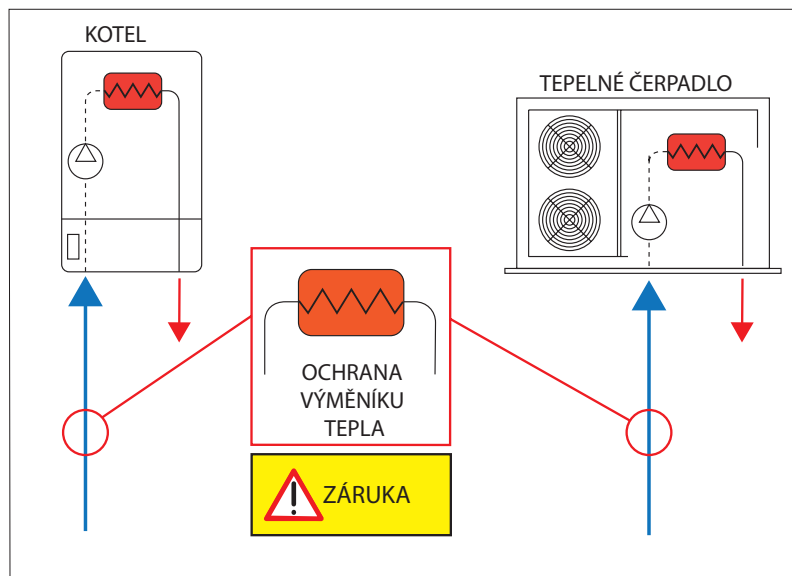 KOTEL
TEPELNÉ ČERPADLO
OCHRANA
VÝMĚNÍKU
TEPLA
ZÁRUKA